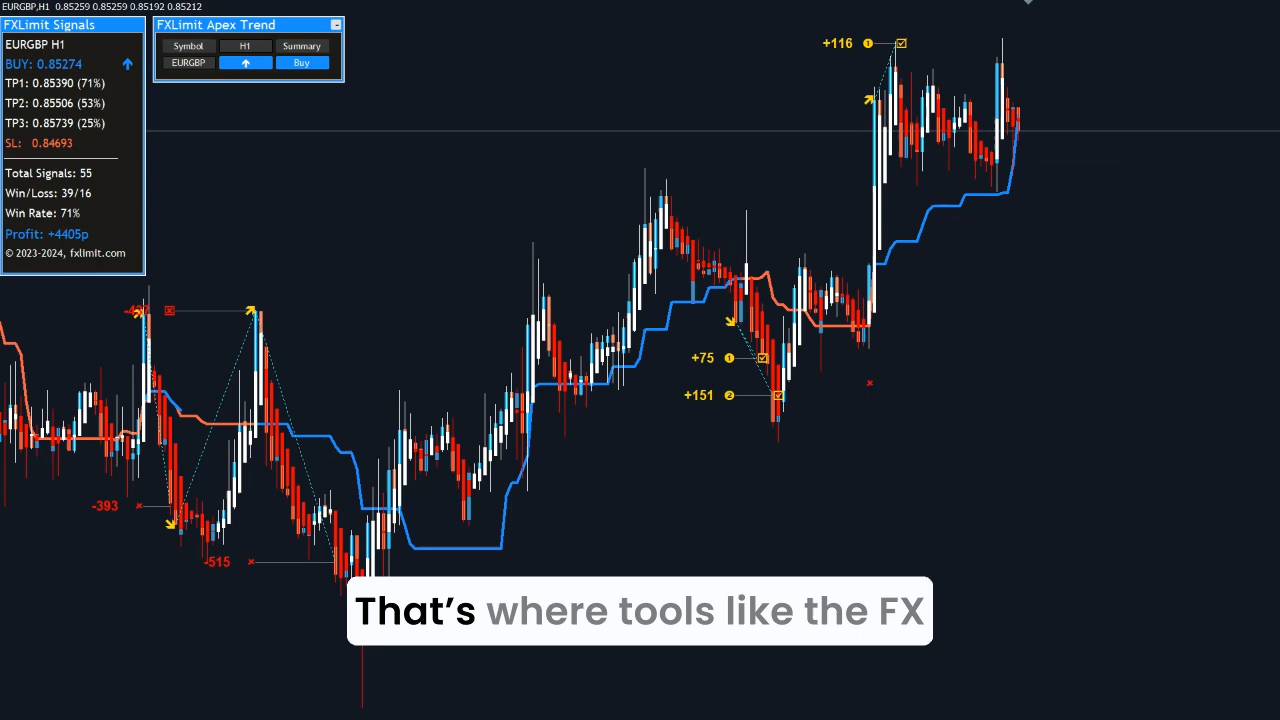 EURGBP,H1 0.85259 0.85259 0.85192 0.85212
FXLimit Signals
EURGBP H1
BUY: 0.85274
TP1: 0.85390 (71%)
TP2: 0.85506 (53%)
TP3: 0.85739 (25%)
SL: 0.84693
Total Signals: 55
Win/Loss: 39/16
Win Rate: 71%
Profit: +4405p
© 2023-2024, fxlimit.com
FXLimit Apex Trend
Symbol H1 Summary
EURGBP Buy
+116 1
+75 1
+151 2
-393
-515
That's where tools like the FX